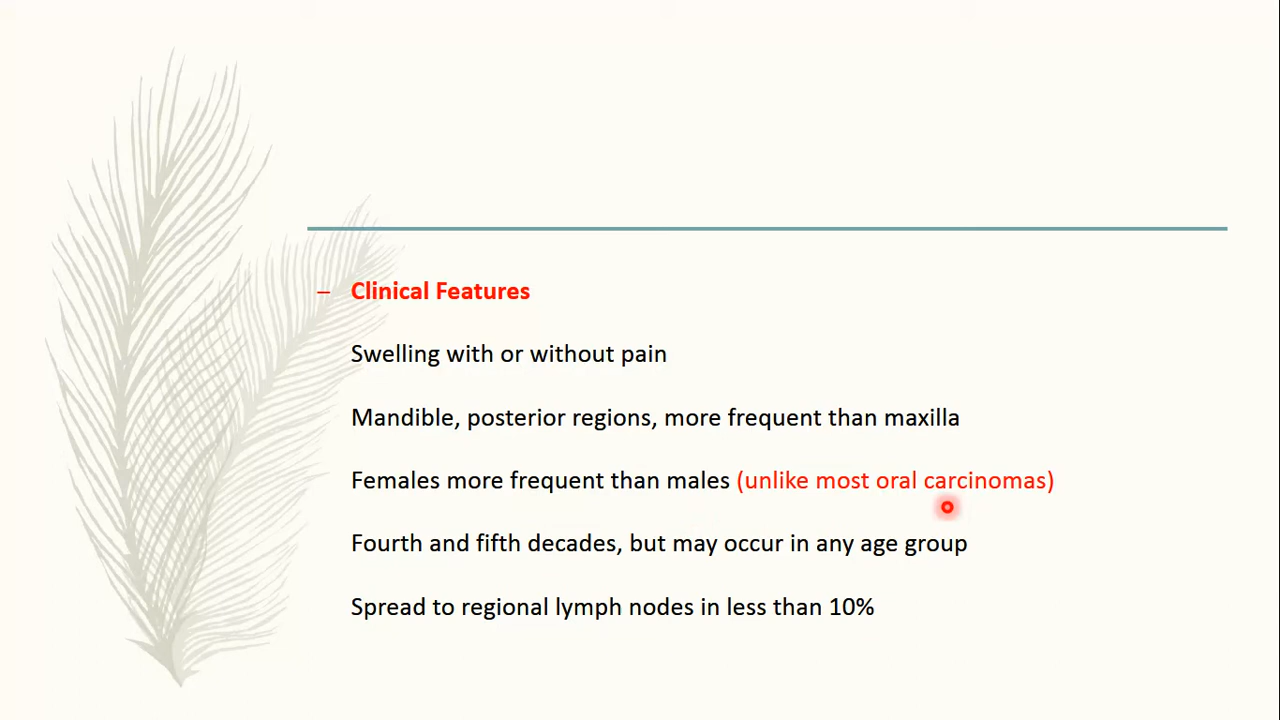 – Clinical Features
Swelling with or without pain
Mandible, posterior regions, more frequent than maxilla
Females more frequent than males (unlike most oral carcinomas)
Fourth and fifth decades, but may occur in any age group
Spread to regional lymph nodes in less than 10%